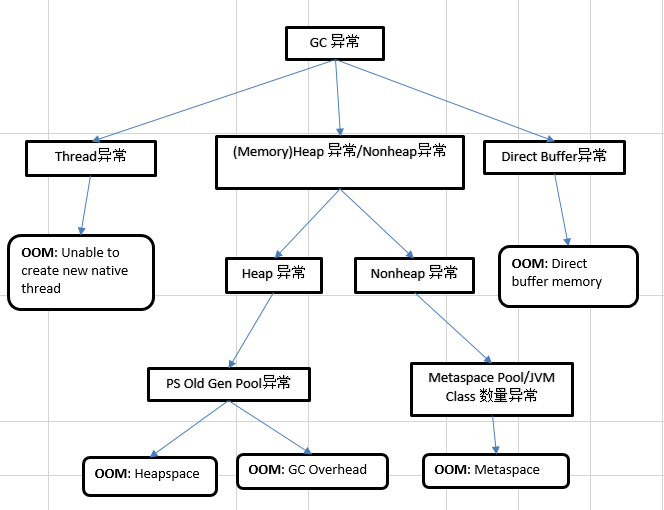 GC 异常
Thread异常
(Memory)Heap 异常/Nonheap异常
Direct Buffer异常
OOM: Unable to
create new native
thread
Heap 异常
Nonheap 异常
OOM: Direct
buffer memory
PS Old Gen Pool异常
Metaspace Pool/JVM
Class 数量异常
OOM: Heapspace
OOM: GC Overhead
OOM: Metaspace